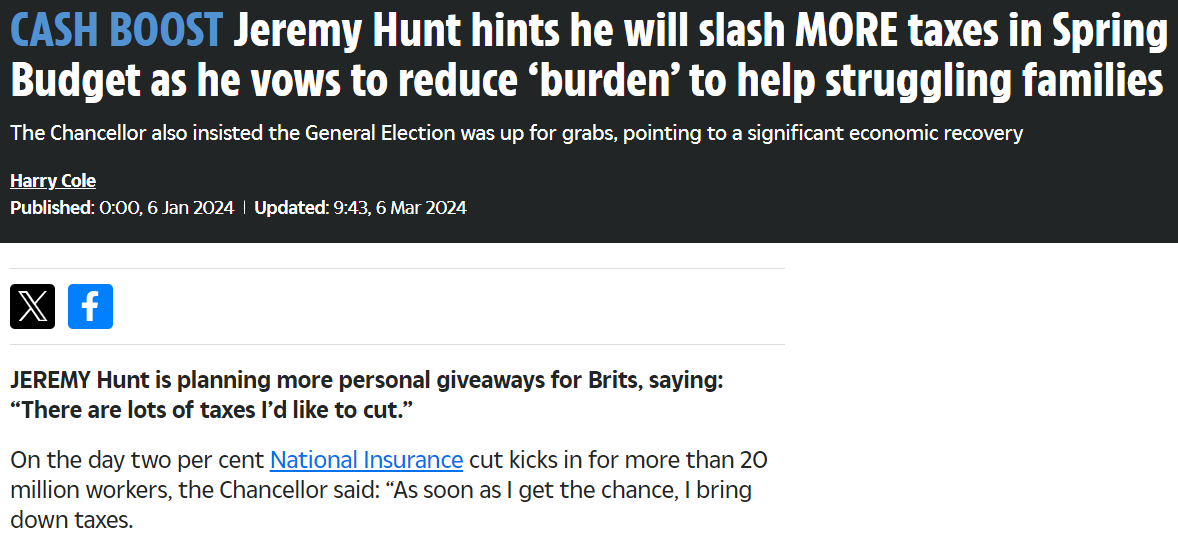 CASH BOOST Jeremy Hunt hints he will slash MORE taxes in Spring
Budget as he vows to reduce ‘burden’ to help struggling families
The Chancellor also insisted the General Election was up for grabs, pointing to a significant economic recovery
Harry Cole
Published: 0:00, 6 Jan 2024 | Updated: 9:43, 6 Mar 2024
JEREMY Hunt is planning more personal giveaways for Brits, saying:
“There are lots of taxes I’d like to cut.”
On the day two per cent National Insurance cut kicks in for more than 20
million workers, the Chancellor said: “As soon as I get the chance, I bring
down taxes.